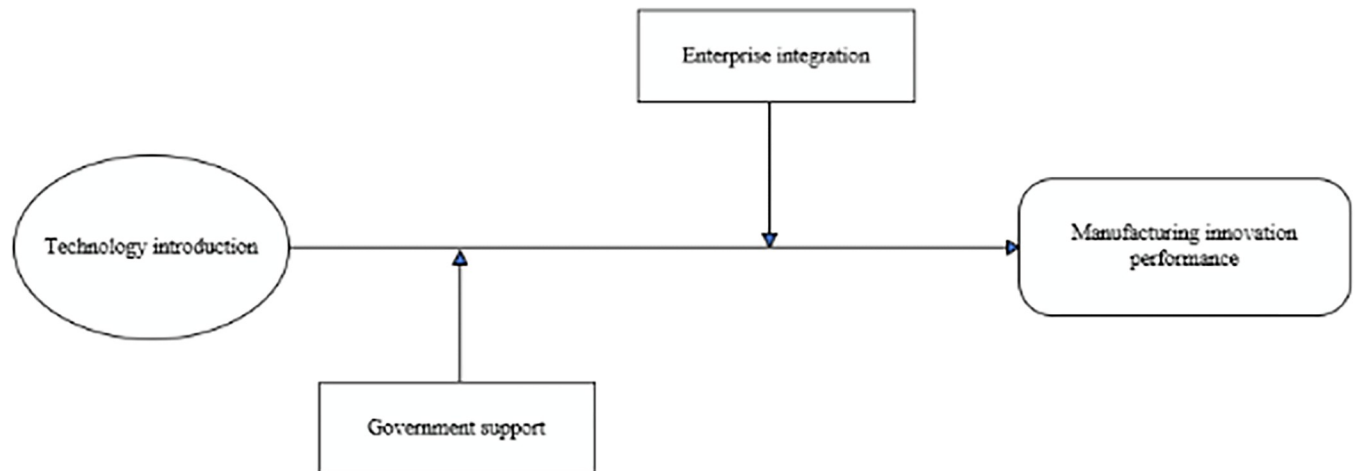 Enterprise integration
Technology introduction
Manufacturing innovation
performance
Government support